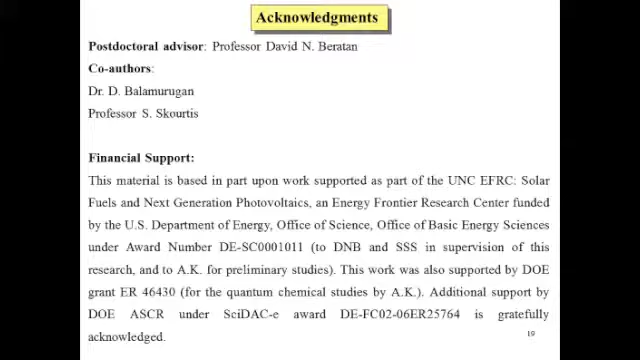 Acknowledgments
Postdoctoral advisor: Professor David N. Beratan
Co-authors:
Dr. D. Balamurugan
Professor S. Skourtis
Financial Support:
This material is based in part upon work supported as part of the UNC EFRC: Solar
Fuels and Next Generation Photovoltaics, an Energy Frontier Research Center funded
by the U.S. Department of Energy, Office of Science, Office of Basic Energy Sciences
under Award Number DE-SC0001011 (to DNB and SSS in supervision of this
research, and to A.K. for preliminary studies). This work was also supported by DOE
grant ER 46430 (for the quantum chemical studies by A.K.). Additional support by
DOE ASCR under SciDAC-e award DE-FC02-06ER25764 is gratefully
acknowledged.
19